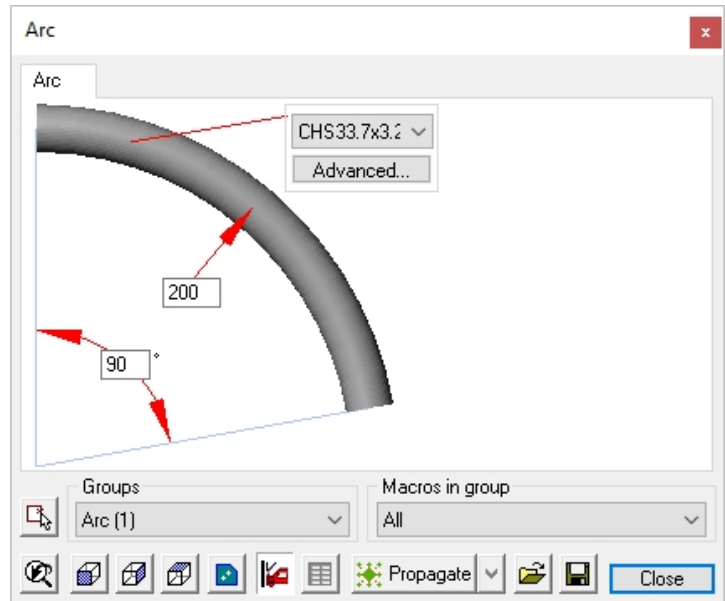 Arc
x
Arc
CHS33.7x3.2
Advanced...
200
90 °
Groups
Macros in group
Arc (1)
All
Propagate
Close